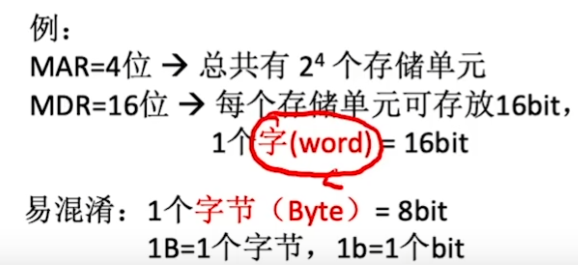 例：
MAR=4位 → 总共有 2⁴ 个存储单元
MDR=16位 → 每个存储单元可存放16bit，
1个字(word) = 16bit
易混淆：1个字节（Byte）= 8bit
1B=1个字节，1b=1个bit